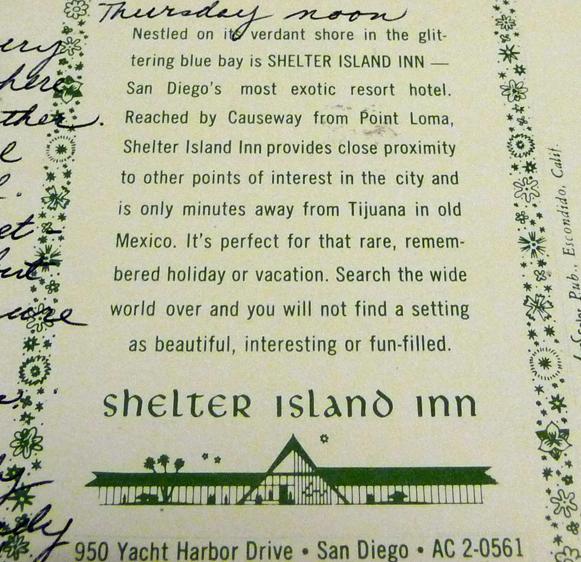 Thursday noon
Nestled on it verdant shore in the glit-
tering blue bay is SHELTER ISLAND INN —
San Diego's most exotic resort hotel.
Reached by Causeway from Point Loma,
Shelter Island Inn provides close proximity
to other points of interest in the city and
is only minutes away from Tijuana in old
Mexico. It's perfect for that rare, remem-
bered holiday or vacation. Search the wide
world over and you will not find a setting
as beautiful, interesting or fun-filled.
shelter island inn
950 Yacht Harbor Drive • San Diego • AC 2-0561
Pub., Escondido, Calif.